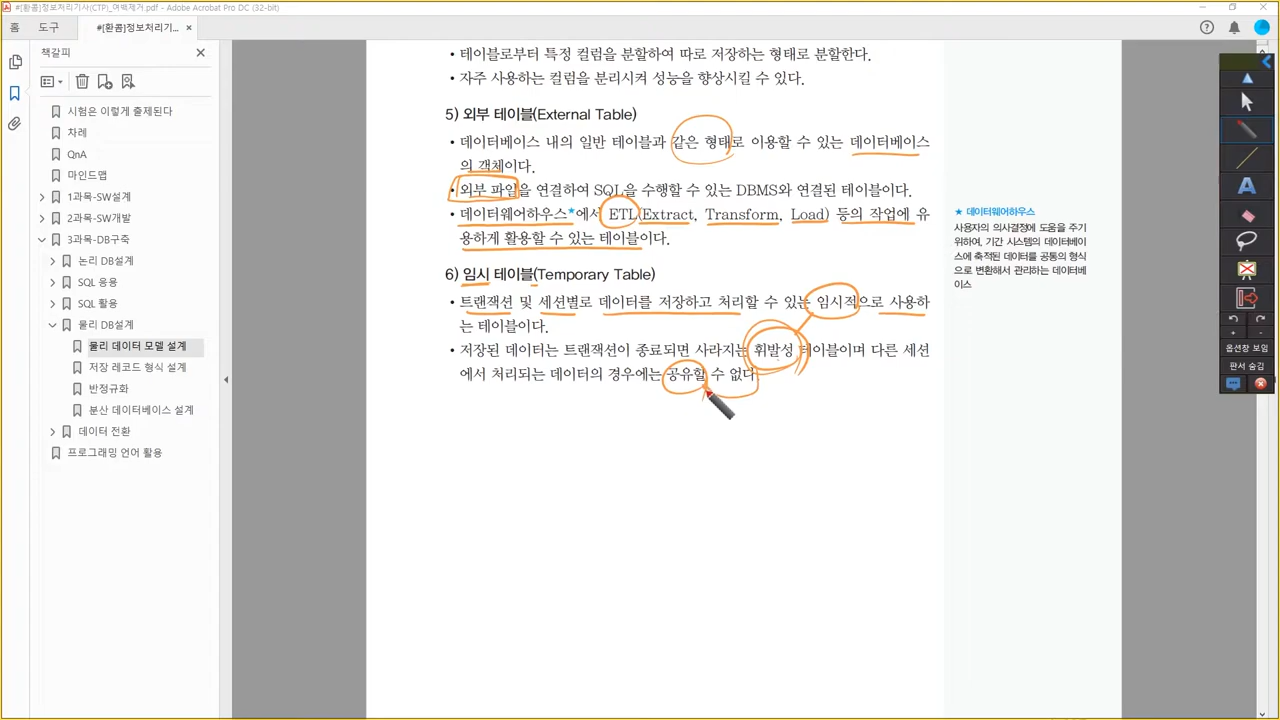 #[환콤]정보처리기사(CTP)_여백제거.pdf - Adobe Acrobat Pro DC (32-bit)
홈 도구 #[환콤]정보처리기...
책갈피
시험은 이렇게 출제된다
차례
QnA
마인드맵
1과목-SW설계
2과목-SW개발
3과목-DB구축
논리 DB설계
SQL 응용
SQL 활용
물리 DB설계
물리 데이터 모델 설계
저장 레코드 형식 설계
반정규화
분산 데이터베이스 설계
데이터 전환
프로그래밍 언어 활용
• 테이블로부터 특정 컬럼을 분할하여 따로 저장하는 형태로 분할한다.
• 자주 사용하는 컬럼을 분리시켜 성능을 향상시킬 수 있다.
5) 외부 테이블(External Table)
• 데이터베이스 내의 일반 테이블과 같은 형태로 이용할 수 있는 데이터베이스
의 객체이다.
• 외부 파일을 연결하여 SQL을 수행할 수 있는 DBMS와 연결된 테이블이다.
• 데이터웨어하우스★에서 ETL(Extract, Transform, Load) 등의 작업에 유
용하게 활용할 수 있는 테이블이다.
6) 임시 테이블(Temporary Table)
• 트랜잭션 및 세션별로 데이터를 저장하고 처리할 수 있는 임시적으로 사용하
는 테이블이다.
• 저장된 데이터는 트랜잭션이 종료되면 사라지는 휘발성 테이블이며 다른 세션
에서 처리되는 데이터의 경우에는 공유할 수 없다.
★ 데이터웨어하우스
사용자의 의사결정에 도움을 주기
위하여, 기간 시스템의 데이터베이
스에 축적된 데이터를 공통의 형식
으로 변환해서 관리하는 데이터베
이스
옵션창 보임
판서 숨김